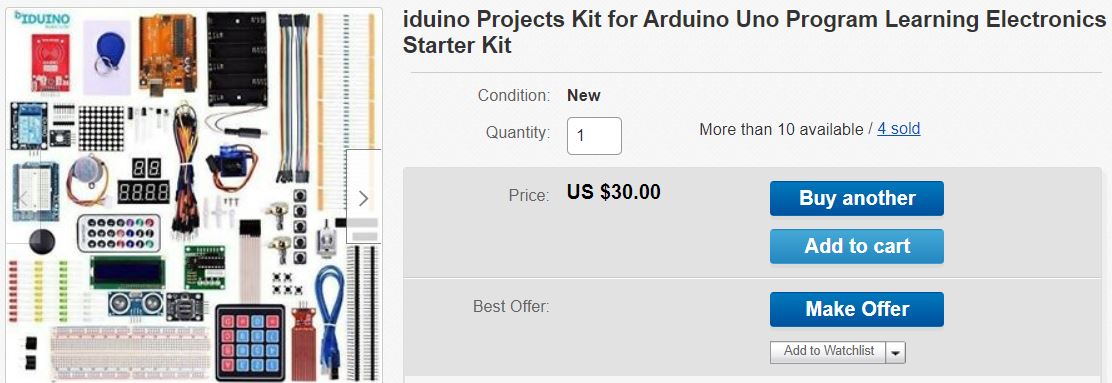 IDUINO
iduino Projects Kit for Arduino Uno Program Learning Electronics
Starter Kit
Condition: New
Quantity: 1
More than 10 available / 4 sold
Price: US $30.00
Buy another
Add to cart
Best Offer:
Make Offer
Add to Watchlist